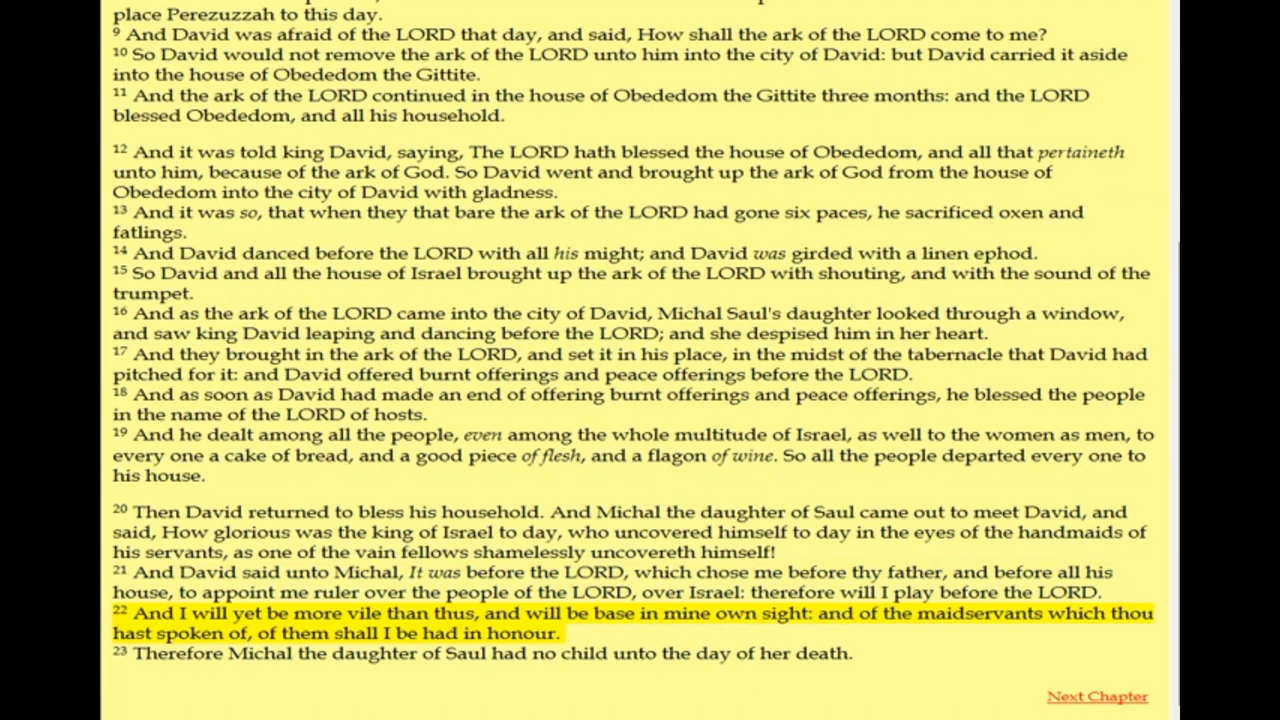 place Perezuzzah to this day.
9 And David was afraid of the LORD that day, and said, How shall the ark of the LORD come to me?
10 So David would not remove the ark of the LORD unto him into the city of David: but David carried it aside
into the house of Obededom the Gittite.
11 And the ark of the LORD continued in the house of Obededom the Gittite three months: and the LORD
blessed Obededom, and all his household.
12 And it was told king David, saying, The LORD hath blessed the house of Obededom, and all that pertaineth
unto him, because of the ark of God. So David went and brought up the ark of God from the house of
Obededom into the city of David with gladness.
13 And it was so, that when they that bare the ark of the LORD had gone six paces, he sacrificed oxen and
fatlings.
14 And David danced before the LORD with all his might; and David was girded with a linen ephod.
15 So David and all the house of Israel brought up the ark of the LORD with shouting, and with the sound of the
trumpet.
16 And as the ark of the LORD came into the city of David, Michal Saul's daughter looked through a window,
and saw king David leaping and dancing before the LORD; and she despised him in her heart.
17 And they brought in the ark of the LORD, and set it in his place, in the midst of the tabernacle that David had
pitched for it: and David offered burnt offerings and peace offerings before the LORD.
18 And as soon as David had made an end of offering burnt offerings and peace offerings, he blessed the people
in the name of the LORD of hosts.
19 And he dealt among all the people, even among the whole multitude of Israel, as well to the women as men, to
every one a cake of bread, and a good piece of flesh, and a flagon of wine. So all the people departed every one to
his house.
20 Then David returned to bless his household. And Michal the daughter of Saul came out to meet David, and
said, How glorious was the king of Israel to day, who uncovered himself to day in the eyes of the handmaids of
his servants, as one of the vain fellows shamelessly uncovereth himself!
21 And David said unto Michal, It was before the LORD, which chose me before thy father, and before all his
house, to appoint me ruler over the people of the LORD, over Israel: therefore will I play before the LORD.
22 And I will yet be more vile than thus, and will be base in mine own sight: and of the maidservants which thou
hast spoken of, of them shall I be had in honour.
23 Therefore Michal the daughter of Saul had no child unto the day of her death.
Next Chapter